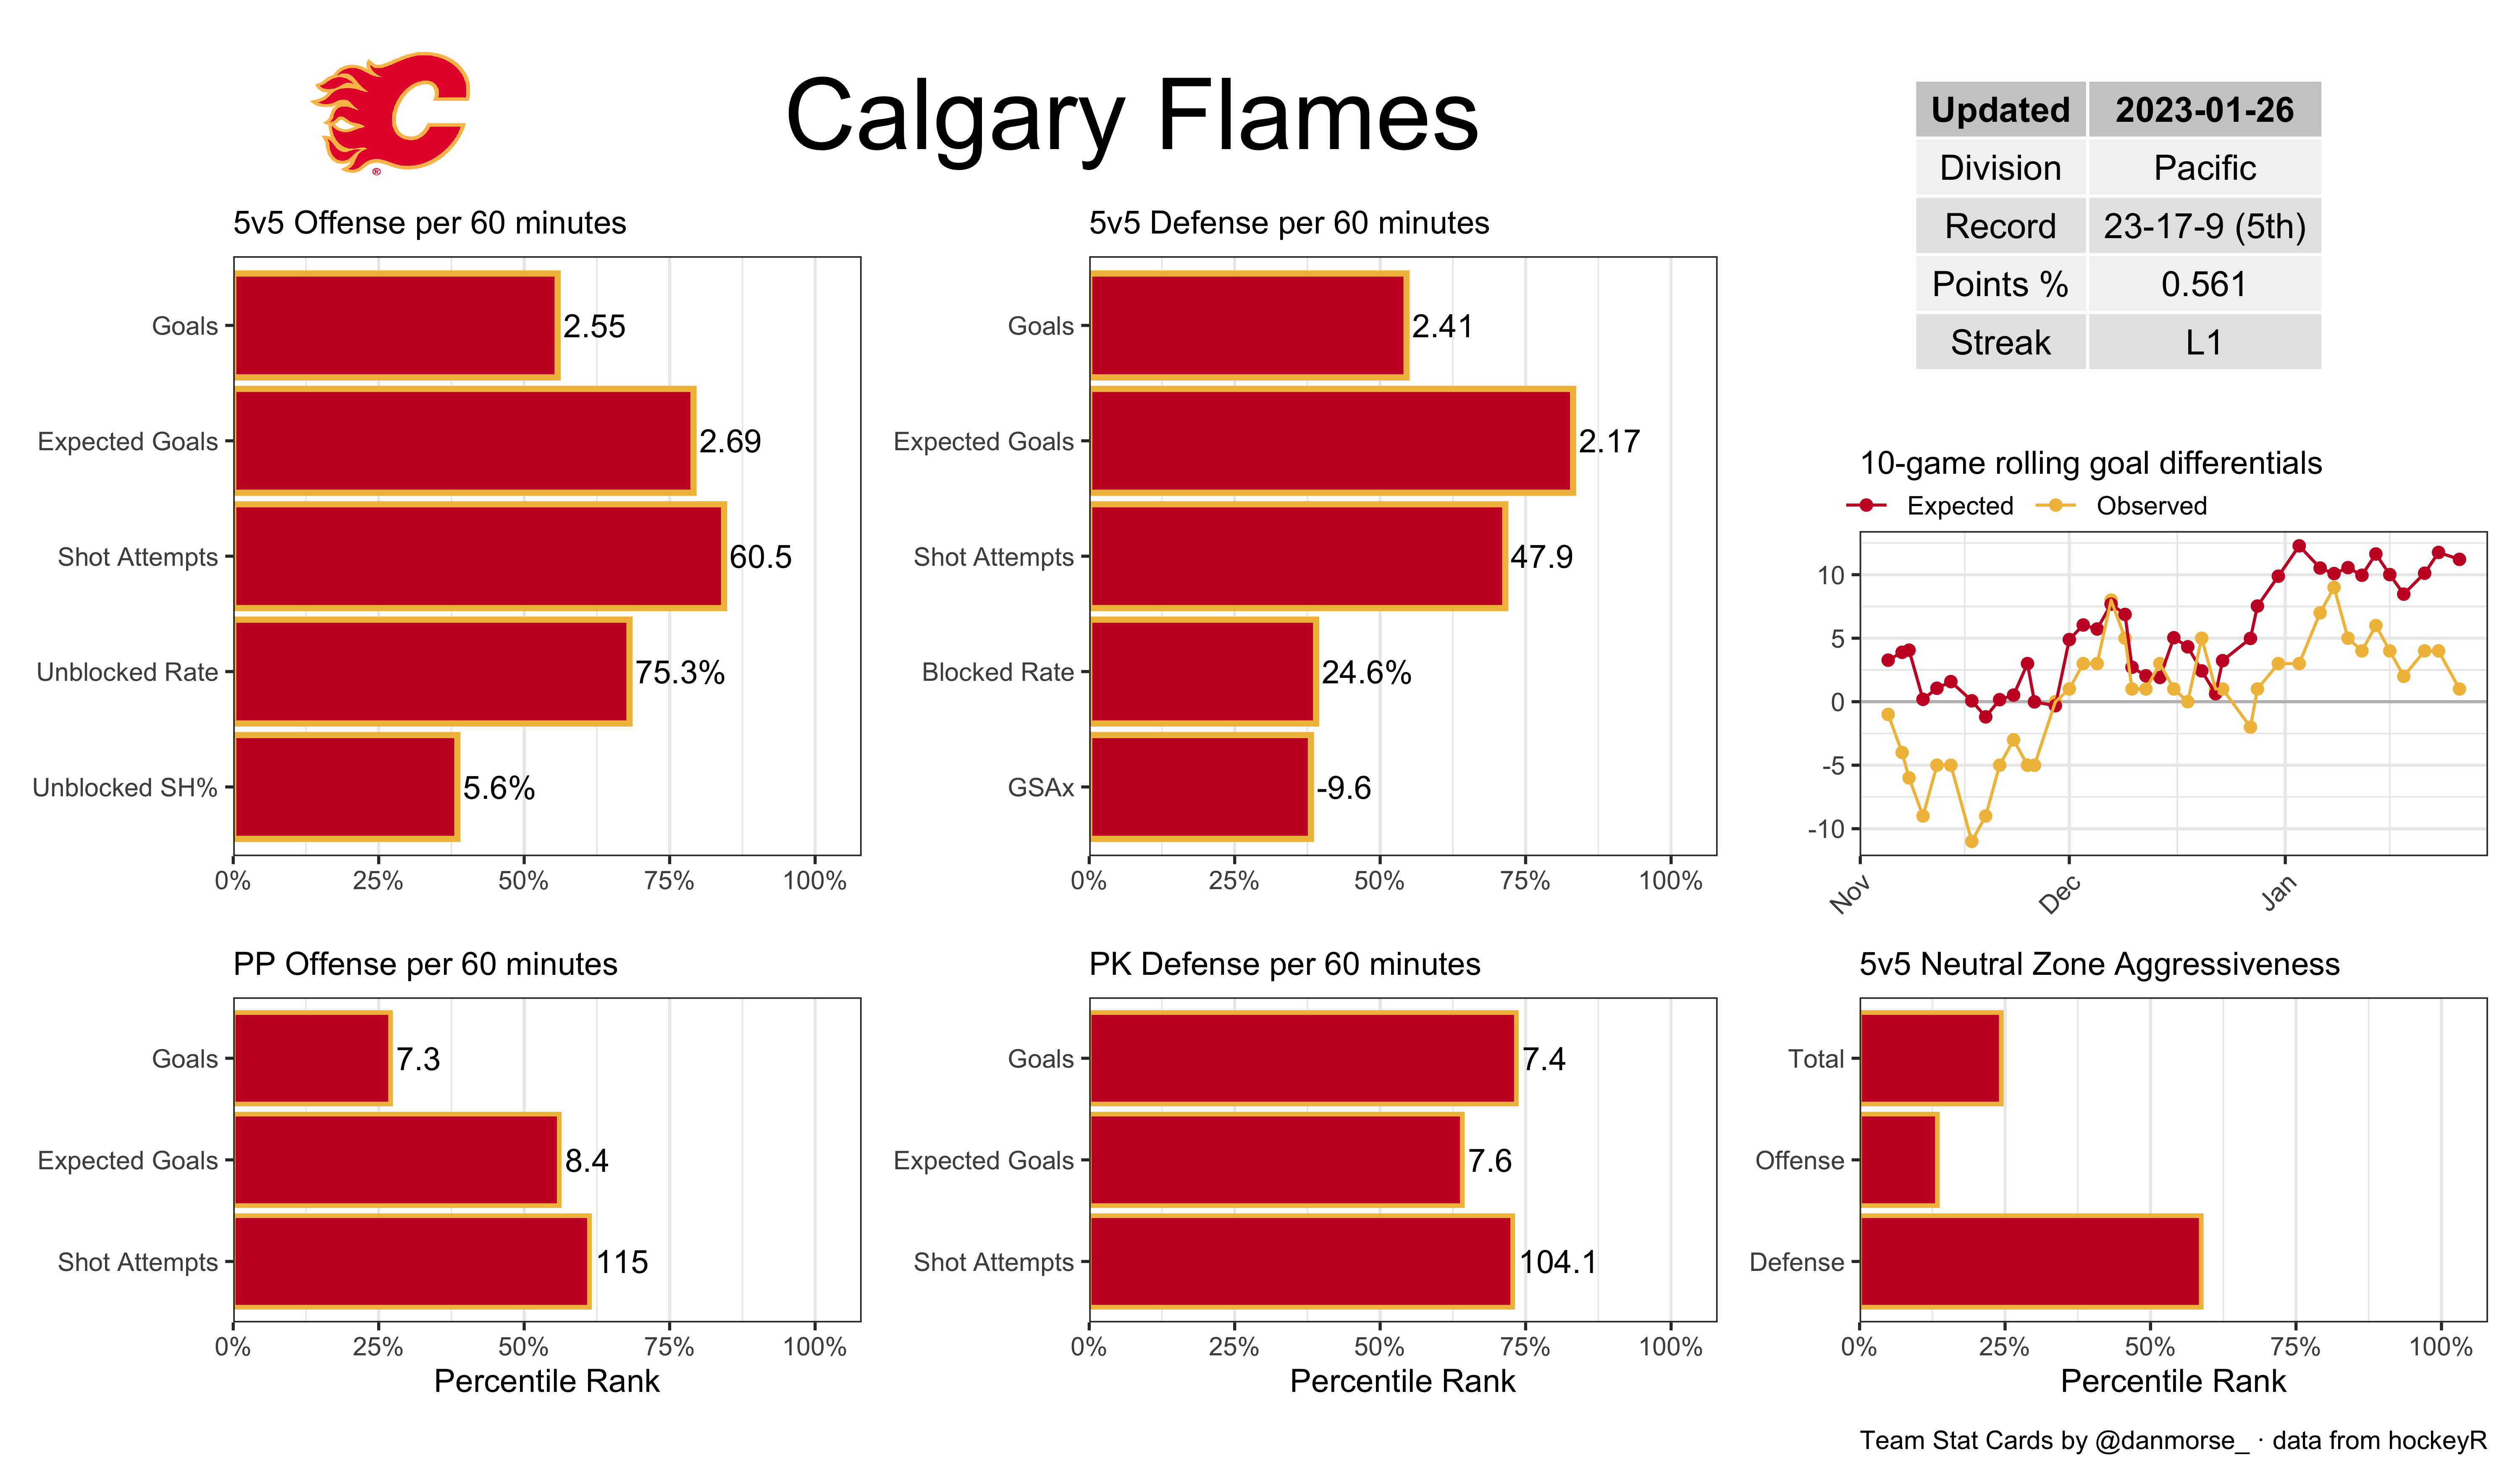 Calgary Flames
®
Updated 2023-01-26
Division Pacific
Record 23-17-9 (5th)
Points % 0.561
Streak L1
5v5 Offense per 60 minutes
Goals 2.55
Expected Goals 2.69
Shot Attempts 60.5
Unblocked Rate 75.3%
Unblocked SH% 5.6%
0% 25% 50% 75% 100%
5v5 Defense per 60 minutes
Goals 2.41
Expected Goals 2.17
Shot Attempts 47.9
Blocked Rate 24.6%
GSAx -9.6
0% 25% 50% 75% 100%
10-game rolling goal differentials
Expected Observed
10
5
0
-5
-10
Nov Dec Jan
PP Offense per 60 minutes
Goals 7.3
Expected Goals 8.4
Shot Attempts 115
0% 25% 50% 75% 100%
Percentile Rank
PK Defense per 60 minutes
Goals 7.4
Expected Goals 7.6
Shot Attempts 104.1
0% 25% 50% 75% 100%
Percentile Rank
5v5 Neutral Zone Aggressiveness
Total
Offense
Defense
0% 25% 50% 75% 100%
Percentile Rank
Team Stat Cards by @danmorse_ · data from hockeyR